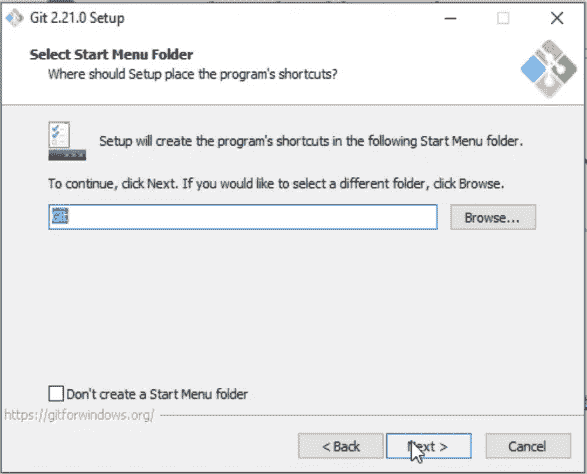 Git 2.21.0 Setup
Select Start Menu Folder
Where should Setup place the program's shortcuts?
Setup will create the program's shortcuts in the following Start Menu folder.
To continue, click Next. If you would like to select a different folder, click Browse.
Git
Browse...
Don't create a Start Menu folder
https://gitforwindows.org/
< Back
Next >
Cancel